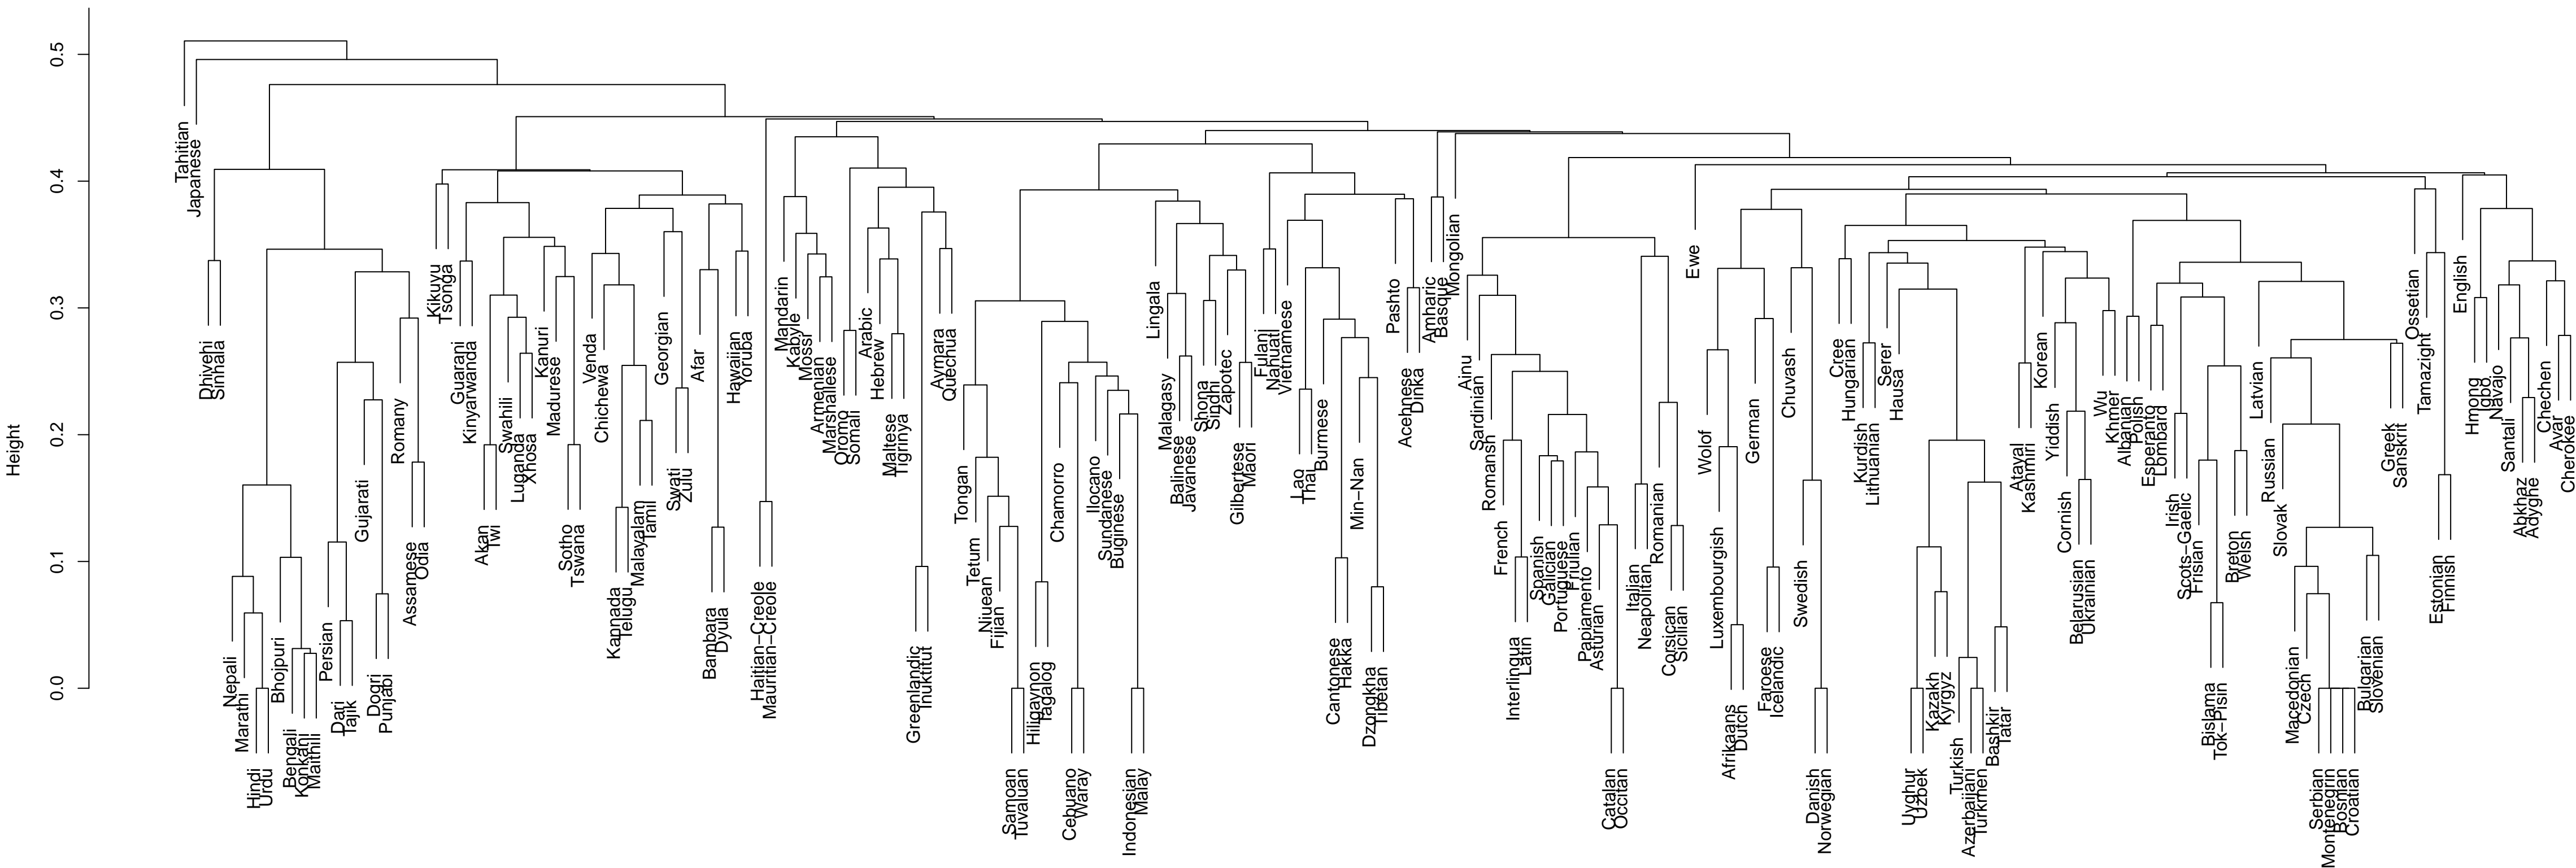 Height
0.0
0.1
0.2
0.3
0.4
0.5
Tahitian
Japanese
Dhivehi
Sinhala
Nepali
Marathi
Hindi
Urdu
Bhojpuri
Bengali
Konkani
Maithili
Persian
Dari
Tajik
Gujarati
Dogri
Punjabi
Romany
Assamese
Odia
Kikuyu
Tsonga
Guarani
Kinyarwanda
Akan
Twi
Swahili
Luganda
Xhosa
Kanuri
Madurese
Sotho
Tswana
Venda
Chichewa
Kannada
Telugu
Malayalam
Tamil
Georgian
Swati
Zulu
Afar
Bambara
Dyula
Hawaiian
Yoruba
Haitian−Creole
Mauritian−Creole
Mandarin
Kabyle
Mossi
Armenian
Marshallese
Oromo
Somali
Arabic
Hebrew
Maltese
Tigrinya
Greenlandic
Inuktitut
Aymara
Quechua
Tongan
Tetum
Niuean
Fijian
Samoan
Tuvaluan
Hiligaynon
Tagalog
Chamorro
Cebuano
Waray
Ilocano
Sundanese
Buginese
Indonesian
Malay
Lingala
Malagasy
Balinese
Javanese
Shona
Sindhi
Zapotec
Gilbertese
Maori
Fulani
Nahuatl
Vietnamese
Lao
Thai
Burmese
Cantonese
Hakka
Min−Nan
Dzongkha
Tibetan
Pashto
Acehnese
Dinka
Amharic
Basque
Mongolian
Ainu
Sardinian
Romansh
French
Interlingua
Latin
Spanish
Galician
Portuguese
Friulian
Papiamento
Asturian
Catalan
Occitan
Italian
Neapolitan
Romanian
Corsican
Sicilian
Ewe
Wolof
Luxembourgish
Afrikaans
Dutch
German
Faroese
Icelandic
Chuvash
Swedish
Danish
Norwegian
Cree
Hungarian
Kurdish
Lithuanian
Serer
Hausa
Uyghur
Uzbek
Kazakh
Kyrgyz
Turkish
Azerbaijani
Turkmen
Bashkir
Tatar
Atayal
Kashmiri
Korean
Yiddish
Cornish
Belarusian
Ukrainian
Wu
Khmer
Albanian
Polish
Esperanto
Lombard
Irish
Scots−Gaelic
Frisian
Bislama
Tok−Pisin
Breton
Welsh
Latvian
Russian
Slovak
Macedonian
Czech
Serbian
Montenegrin
Bosnian
Croatian
Bulgarian
Slovenian
Greek
Sanskrit
Ossetian
Tamazight
Estonian
Finnish
English
Hmong
Igbo
Navajo
Santali
Abkhaz
Adyghe
Chechen
Avar
Cherokee